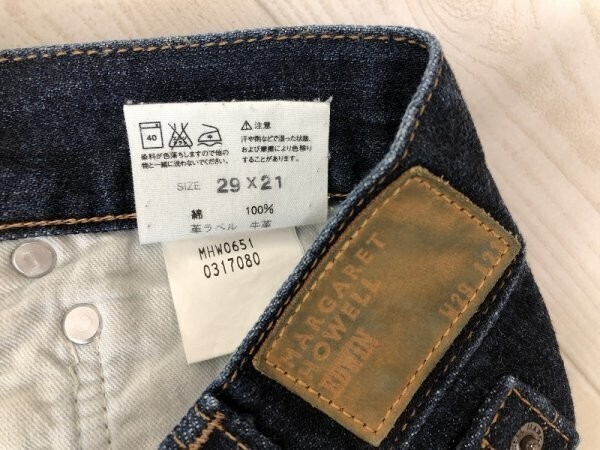 40
染料が色落ちしますので他の
物と一緒に洗わないでください。
⚠注意
汗や雨などで湿った状態、
および摩擦により色移り
することがあります。
SIZE 29×21
綿 100%
革ラベル 牛革
MHW0651
0317080
MARGARET
HOWELL
EDWIN
W29 L21